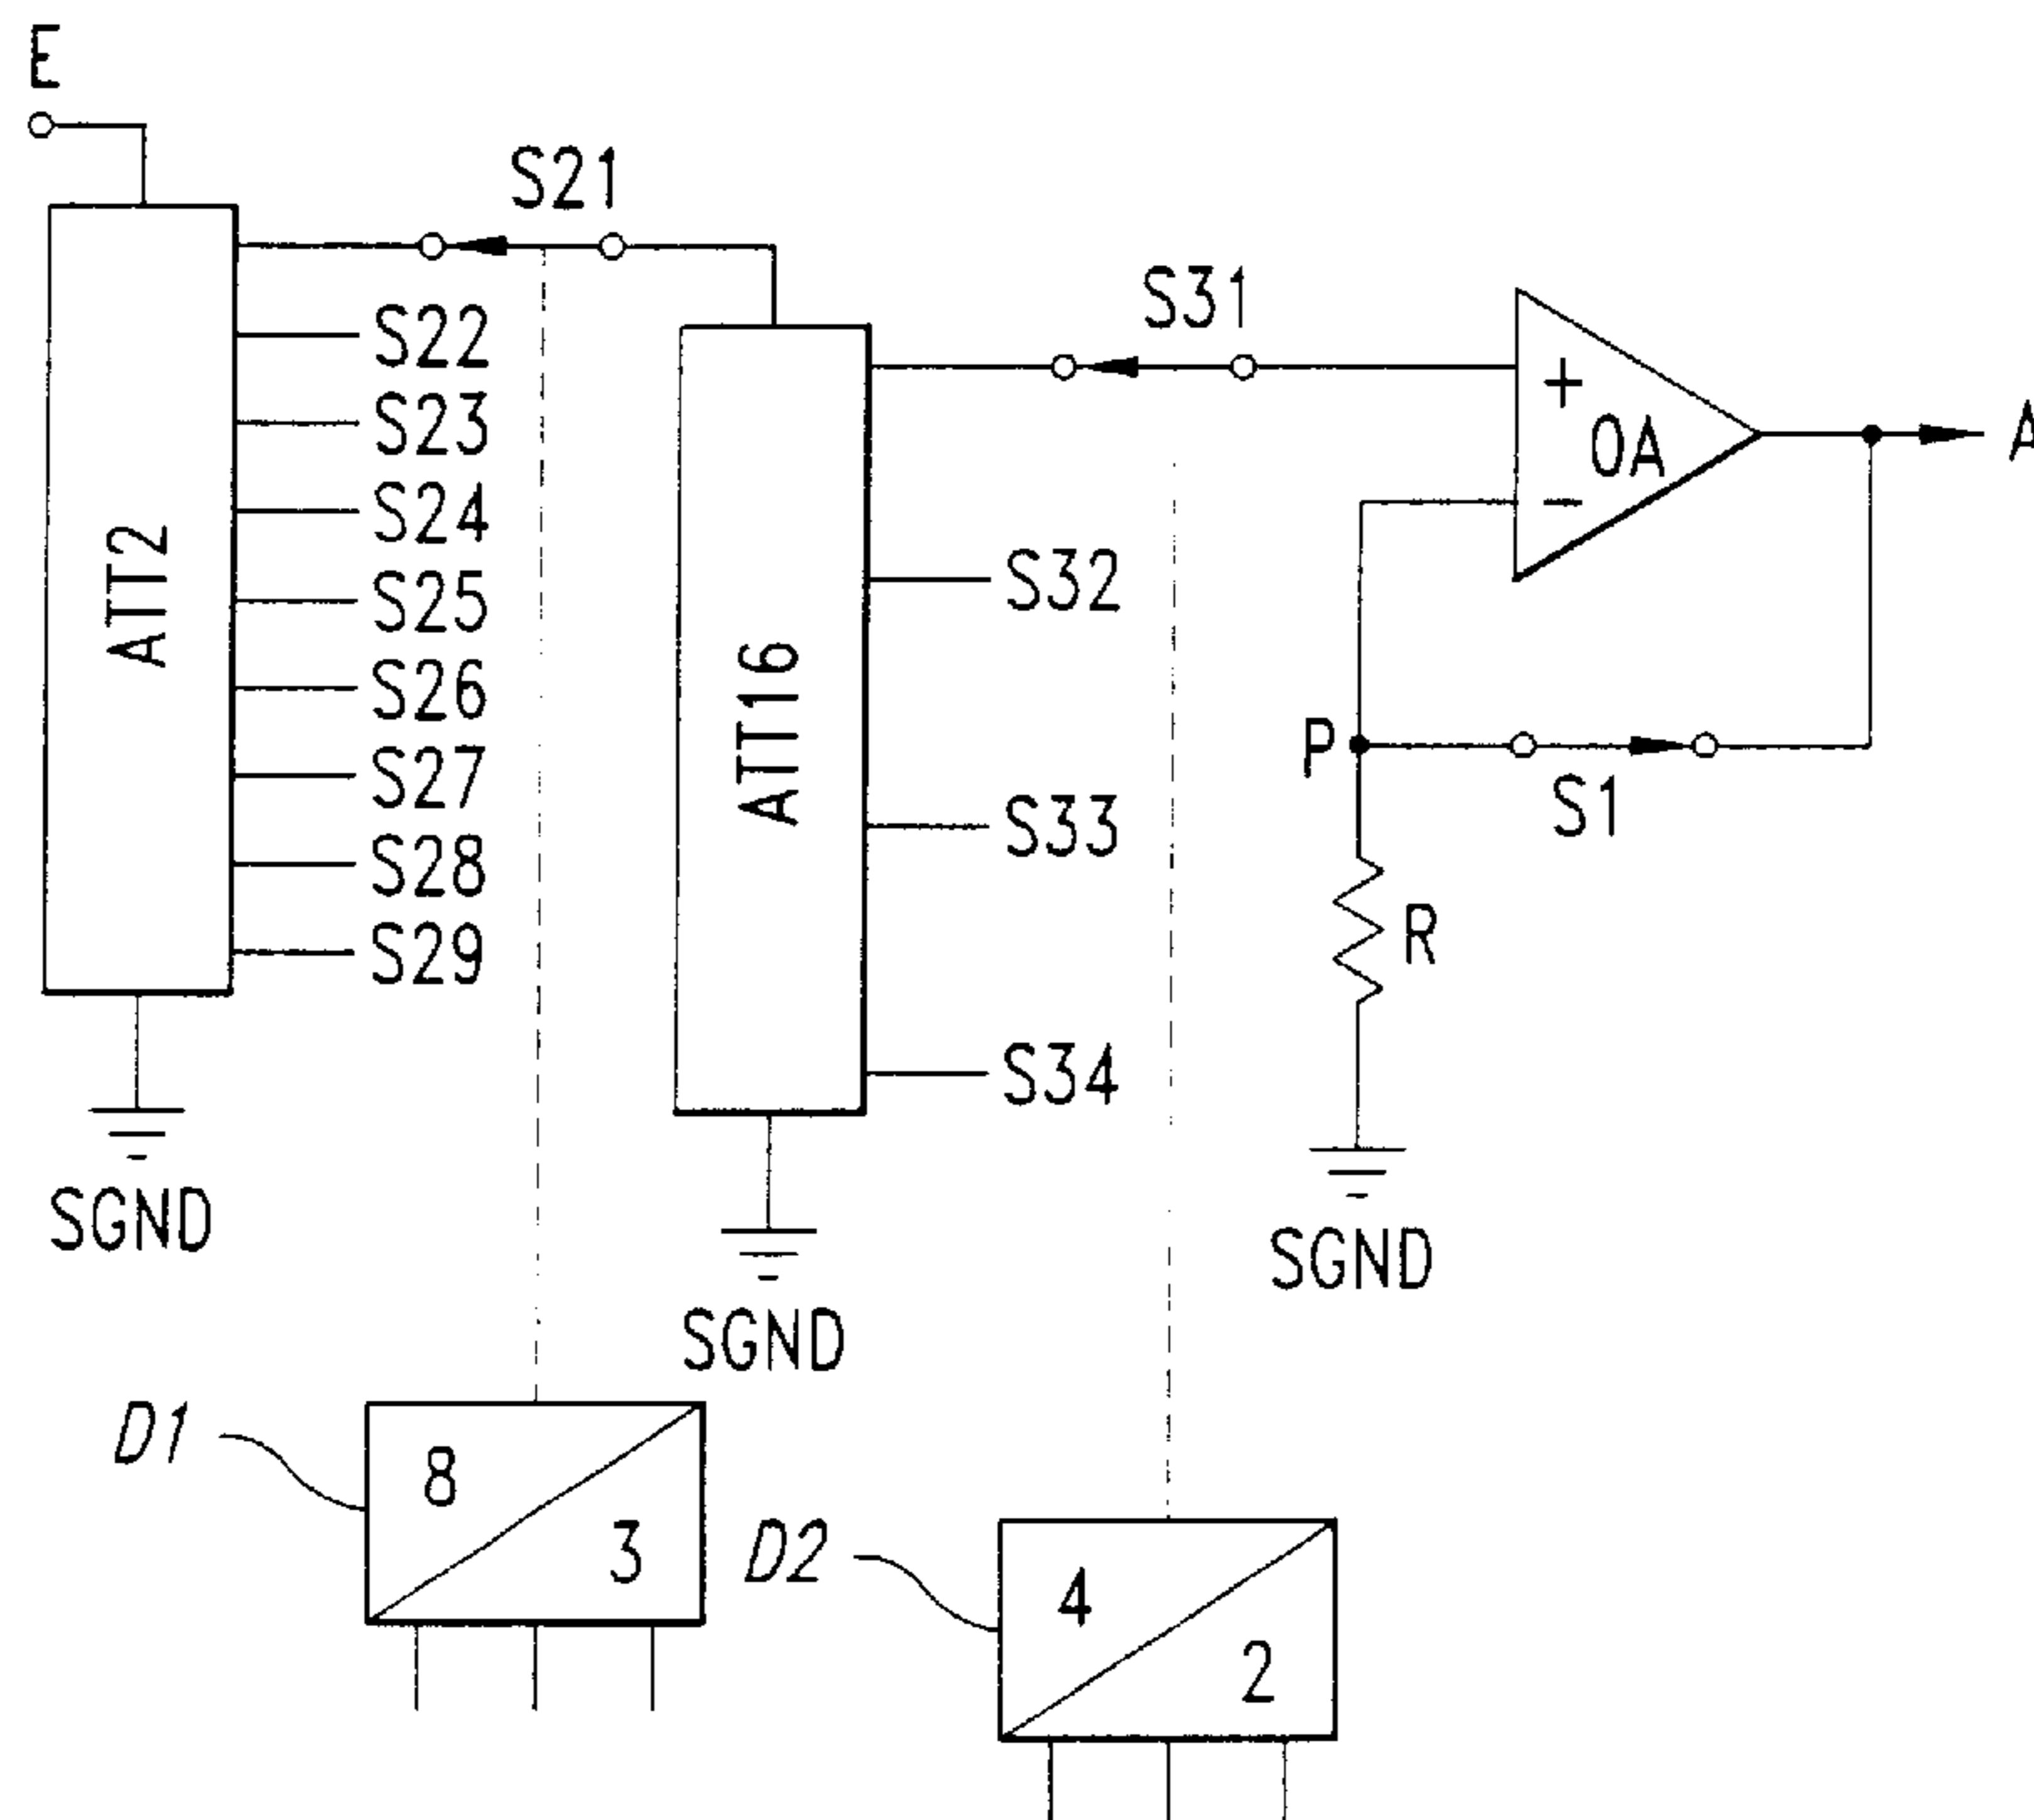 E
S21
S22
S23
S24
S25
S26
S27
S28
S29
ATT2
SGND
ATT16
S31
S32
S33
S34
SGND
+
OA
-
A
P
S1
R
SGND
D1
8
3
D2
4
2